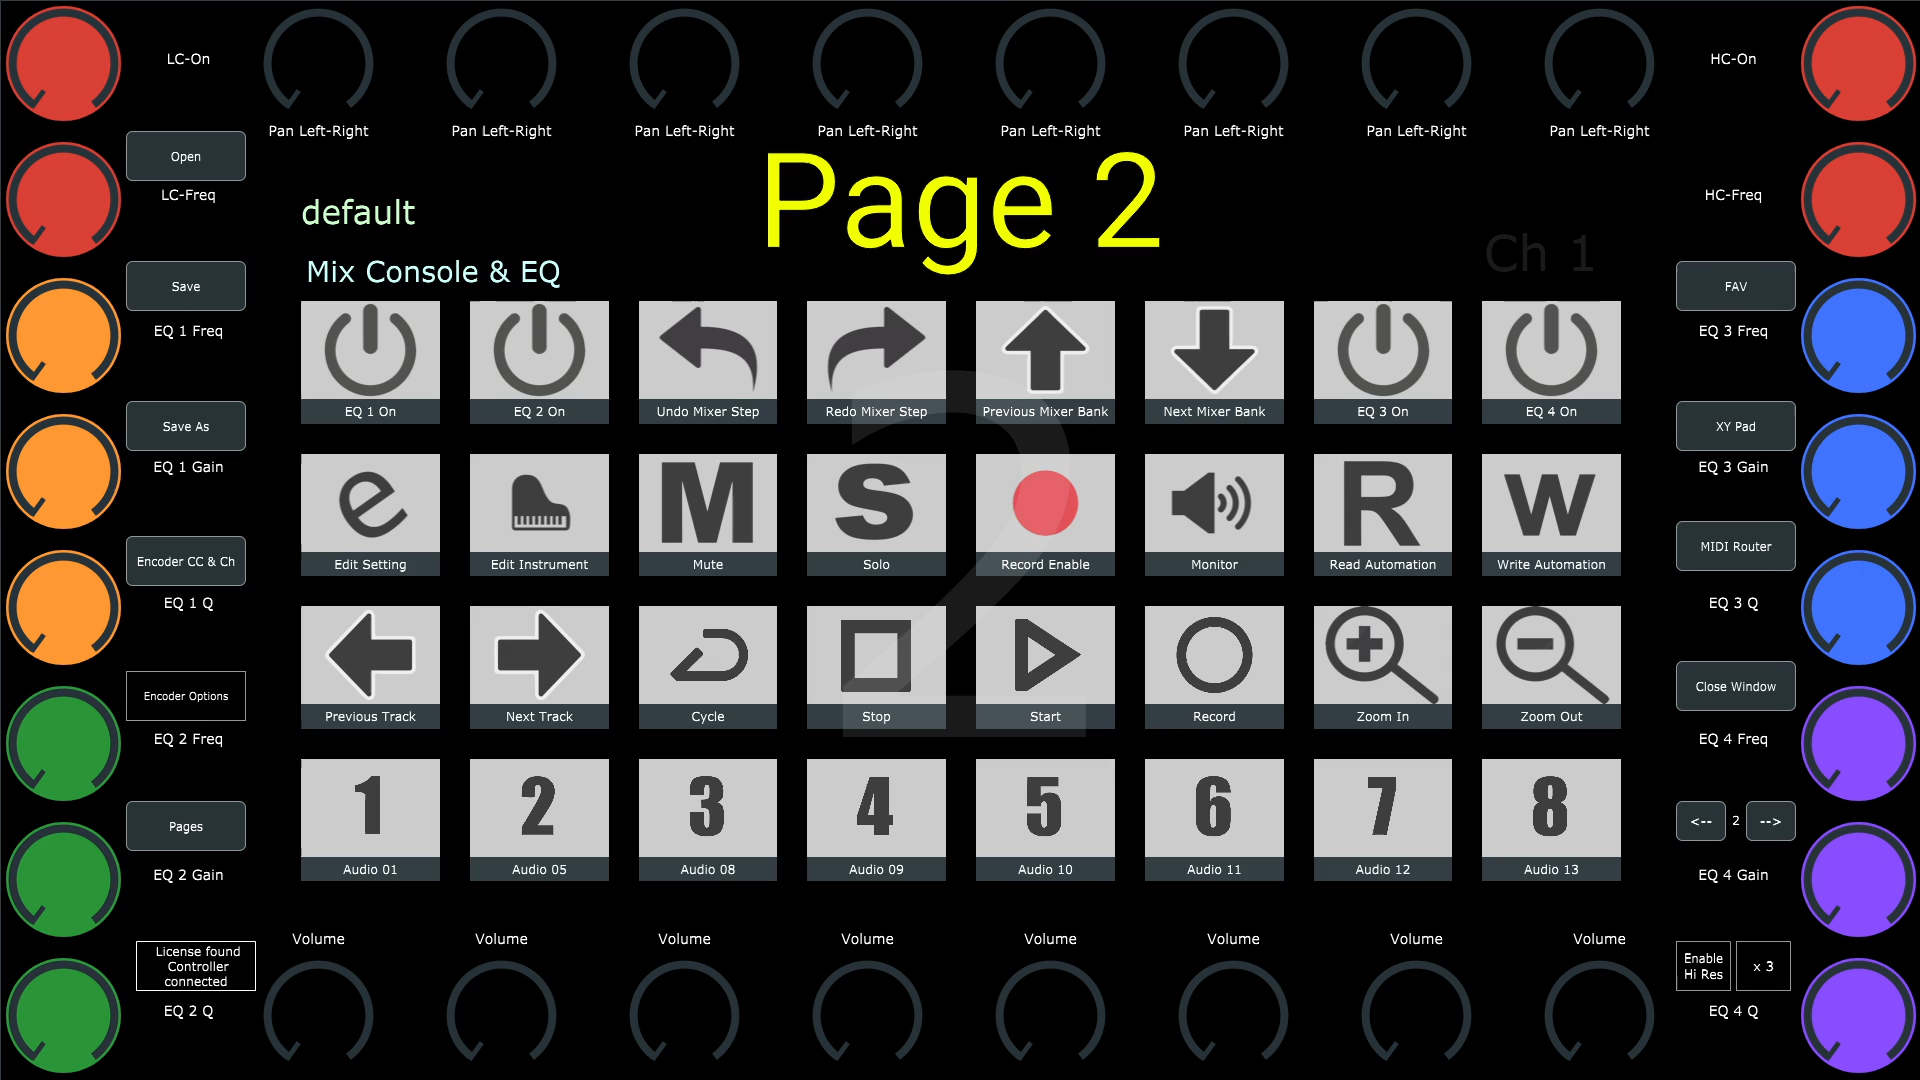 LC-On
HC-On
Pan Left-Right Pan Left-Right Pan Left-Right Pan Left-Right Pan Left-Right Pan Left-Right Pan Left-Right Pan Left-Right
Open
LC-Freq
HC-Freq
Page 2
default
Ch 1
Mix Console & EQ
Save
FAV
EQ 1 Freq
EQ 3 Freq
EQ 1 On EQ 2 On Undo Mixer Step Redo Mixer Step Previous Mixer Bank Next Mixer Bank EQ 3 On EQ 4 On
Save As
XY Pad
EQ 1 Gain
EQ 3 Gain
e M S R W
Edit Setting Edit Instrument Mute Solo Record Enable Monitor Read Automation Write Automation
2
Encoder CC & Ch
MIDI Router
EQ 1 Q
EQ 3 Q
Encoder Options
Close Window
Previous Track Next Track Cycle Stop Start Record Zoom In Zoom Out
EQ 2 Freq
EQ 4 Freq
1 2 3 4 5 6 7 8
Pages
<-- 2 -->
Audio 01 Audio 05 Audio 08 Audio 09 Audio 10 Audio 11 Audio 12 Audio 13
EQ 2 Gain
EQ 4 Gain
Volume Volume Volume Volume Volume Volume Volume Volume
License found
Controller
connected
Enable
Hi Res
x 3
EQ 2 Q
EQ 4 Q